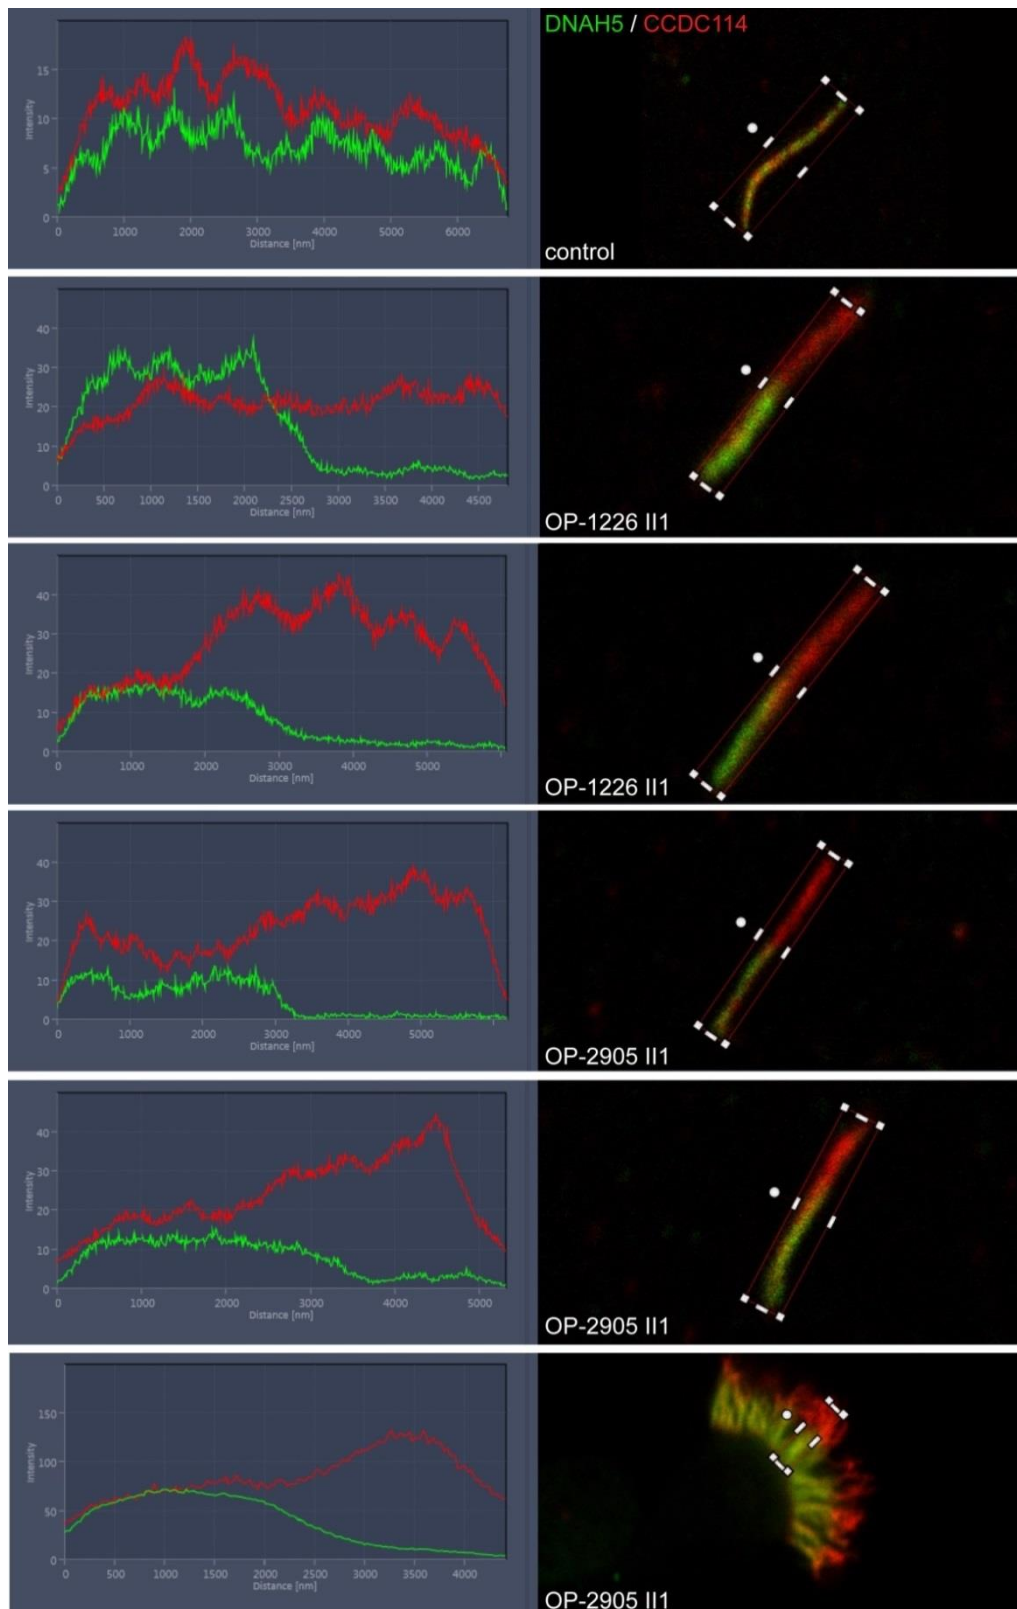 DNAH5 / CCDC114
Intensity
15
10
5
0
0 1000 2000 3000 4000 5000 6000
Distance [nm]
control
Intensity
40
30
20
10
0
0 500 1000 1500 2000 2500 3000 3500 4000 4500
Distance [nm]
OP-1226 II1
Intensity
40
30
20
10
0
0 1000 2000 3000 4000 5000
Distance [nm]
OP-1226 II1
Intensity
40
30
20
10
0
0 1000 2000 3000 4000 5000
Distance [nm]
OP-2905 II1
Intensity
40
30
20
10
0
0 1000 2000 3000 4000 5000
Distance [nm]
OP-2905 II1
Intensity
150
100
50
0
0 500 1000 1500 2000 2500 3000 3500 4000
Distance [nm]
OP-2905 II1